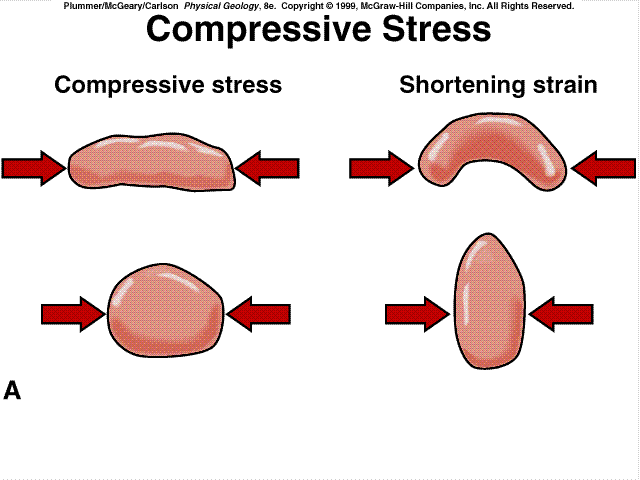 Plummer/McGeary/Carlson Physical Geology, 8e. Copyright © 1999, McGraw-Hill Companies, Inc. All Rights Reserved.
Compressive Stress
Compressive stress
Shortening strain
A